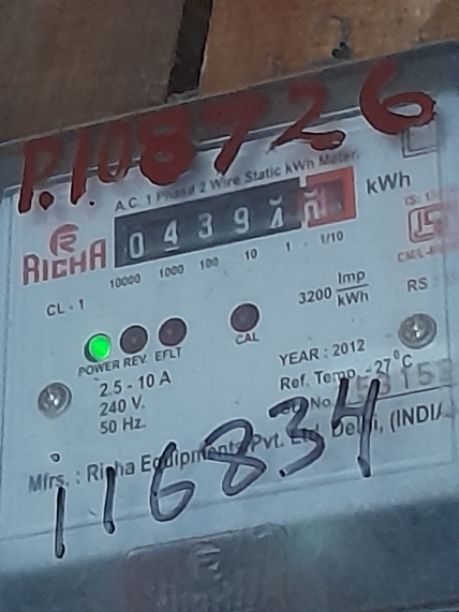 P.108726
A.C. 1 Phase 2 Wire Static kWh Meter
0 4 3 9
kWh
RICHA
10000 1000 100 10 1 1/10
CL - 1
3200 Imp
kWh
RS
POWER REV. EFLT
CAL
2.5 - 10 A
240 V.
50 Hz.
YEAR : 2012
Ref. Temp. - 27°C
No.
Mfrs. : Richa Equipments Pvt. Ltd. Delhi, (INDIA
116834